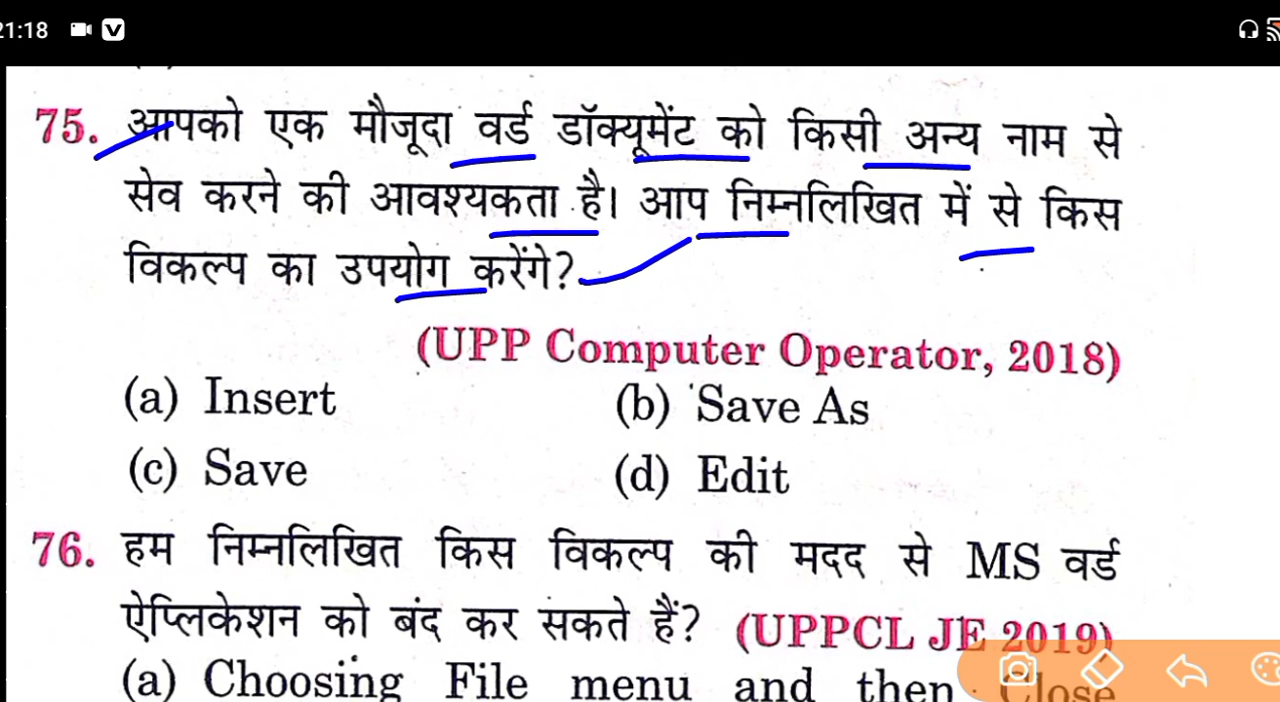 21:18
75. आपको एक मौजूदा वर्ड डॉक्यूमेंट को किसी अन्य नाम से
सेव करने की आवश्यकता है। आप निम्नलिखित में से किस
विकल्प का उपयोग करेंगे?
(UPP Computer Operator, 2018)
(a) Insert (b) Save As
(c) Save (d) Edit
76. हम निम्नलिखित किस विकल्प की मदद से MS वर्ड
ऐप्लिकेशन को बंद कर सकते हैं? (UPPCL JE 2019)
(a) Choosing File menu and then Close